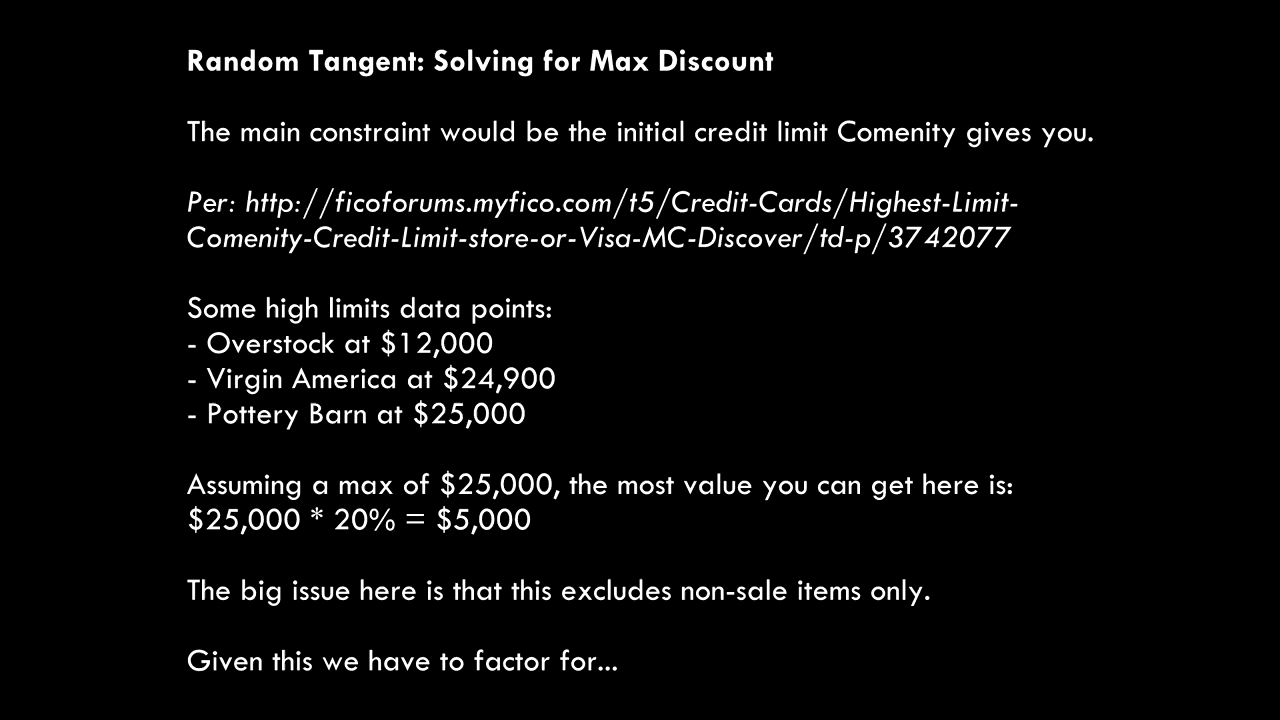 Random Tangent: Solving for Max Discount
The main constraint would be the initial credit limit Comenity gives you.
Per: http://ficoforums.myfico.com/t5/Credit-Cards/Highest-Limit-
Comenity-Credit-Limit-store-or-Visa-MC-Discover/td-p/3742077
Some high limits data points:
- Overstock at $12,000
- Virgin America at $24,900
- Pottery Barn at $25,000
Assuming a max of $25,000, the most value you can get here is:
$25,000 * 20% = $5,000
The big issue here is that this excludes non-sale items only.
Given this we have to factor for...